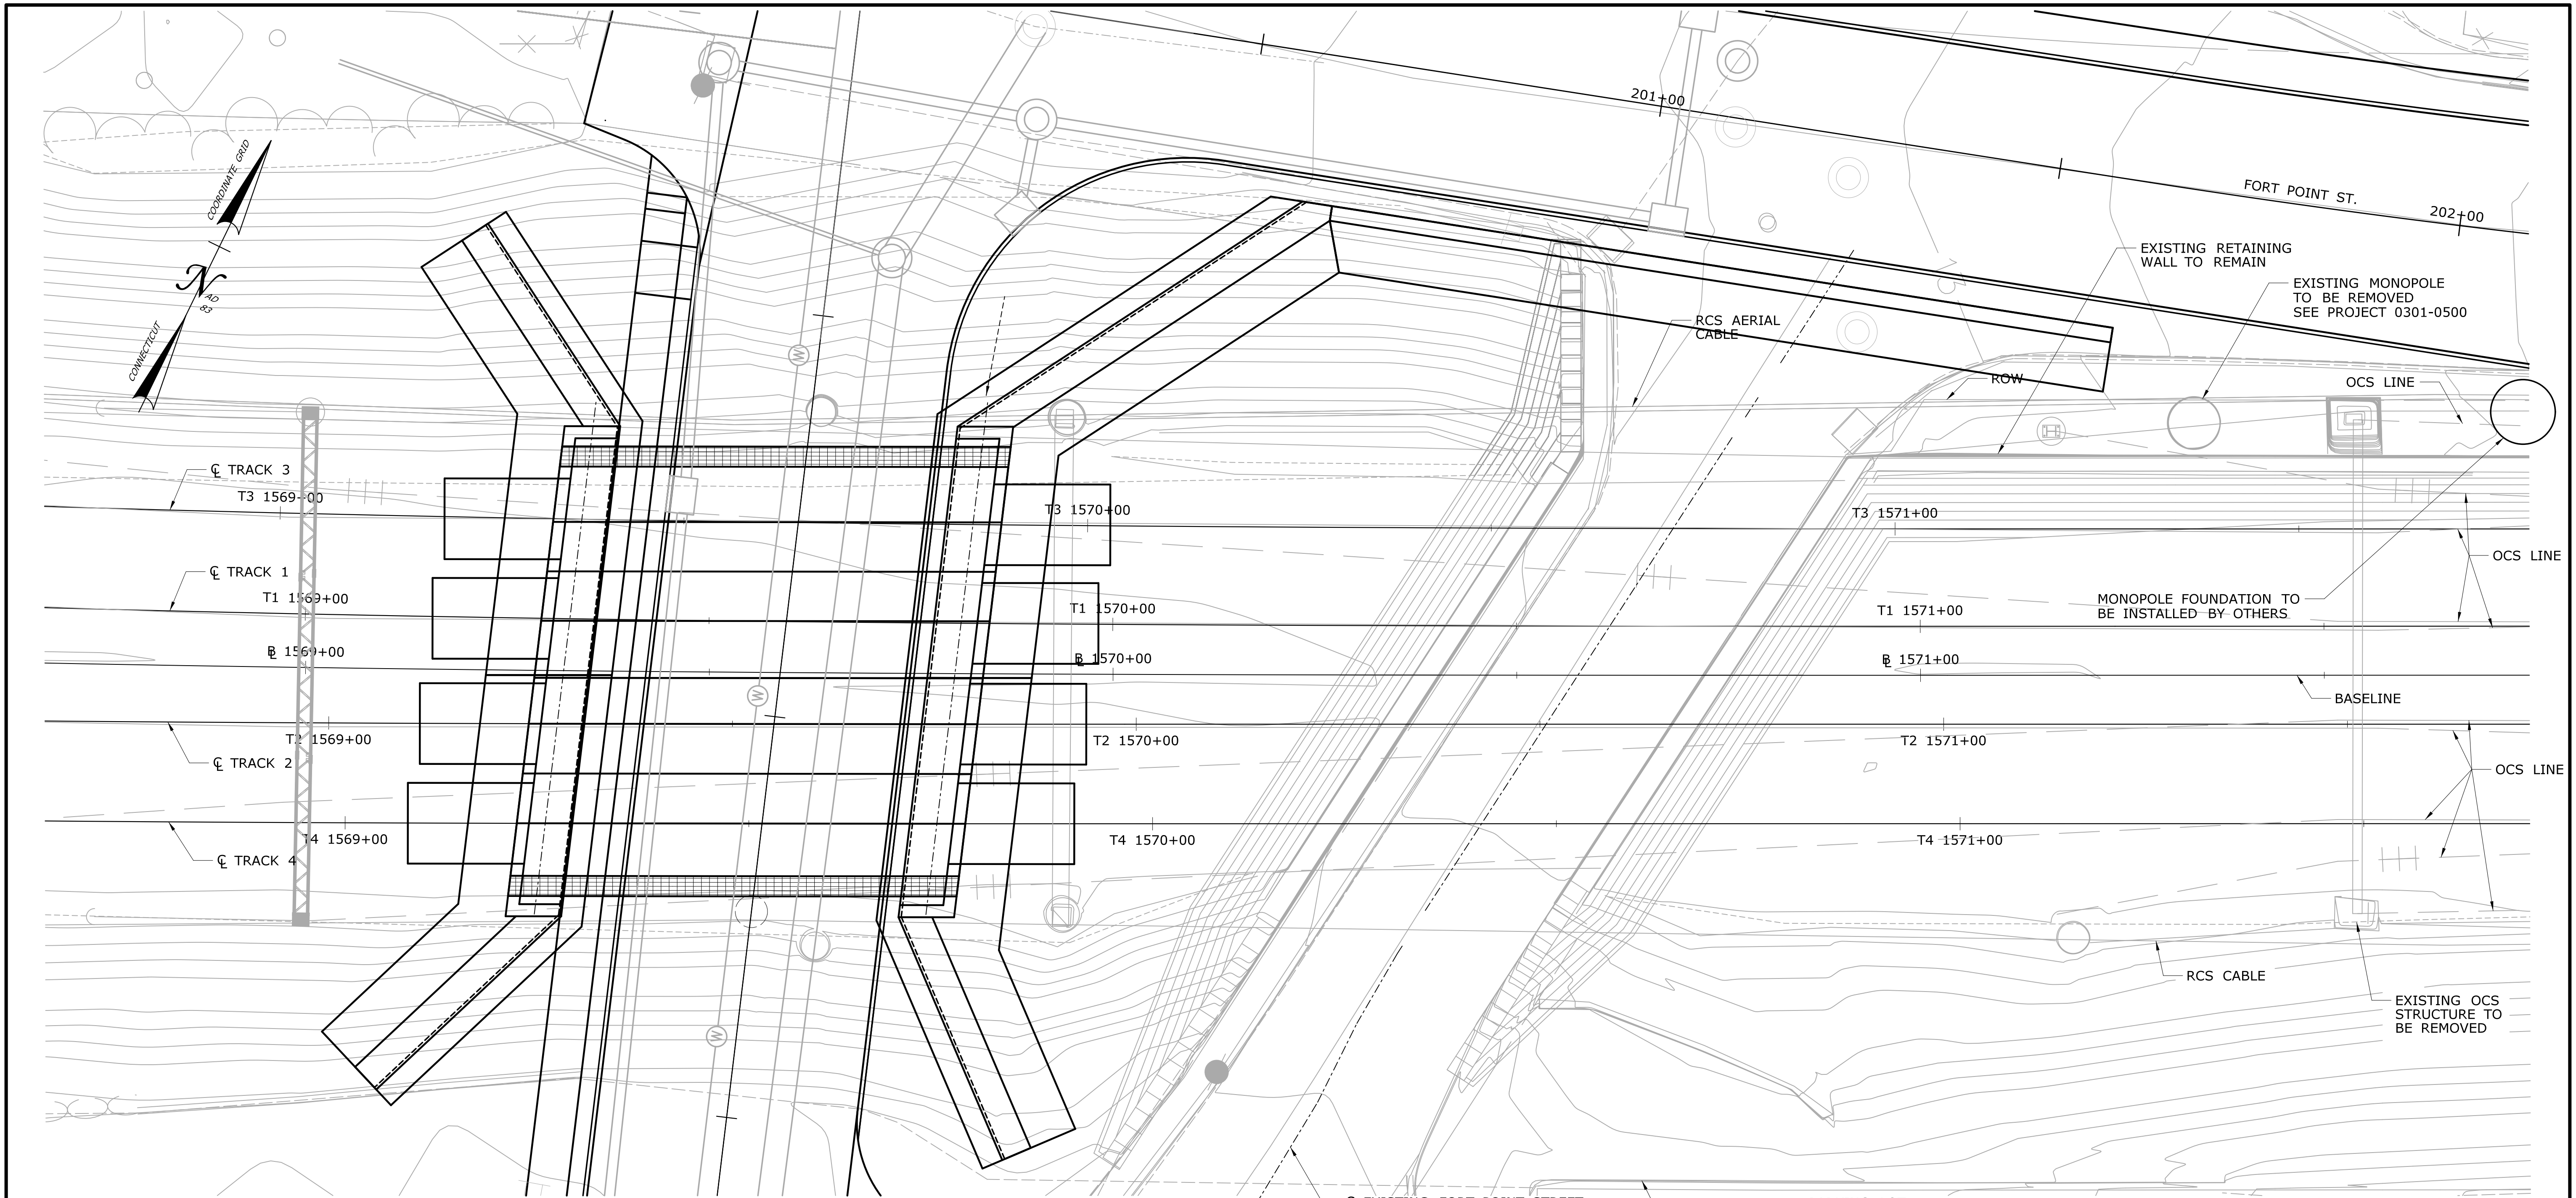 201+00
FORT POINT ST.
202+00
COORDINATE GRID
N
AD
83
CONNECTICUT
EXISTING RETAINING
WALL TO REMAIN
EXISTING MONOPOLE
TO BE REMOVED
SEE PROJECT 0301-0500
RCS AERIAL
CABLE
ROW
OCS LINE
℄ TRACK 3
T3 1569+00
T3 1570+00
T3 1571+00
OCS LINE
℄ TRACK 1
T1 1569+00
T1 1570+00
T1 1571+00
MONOPOLE FOUNDATION TO
BE INSTALLED BY OTHERS
BL 1569+00
BL 1570+00
BL 1571+00
BASELINE
T2 1569+00
T2 1570+00
T2 1571+00
℄ TRACK 2
OCS LINE
T4 1569+00
T4 1570+00
T4 1571+00
℄ TRACK 4
W
W
W
RCS CABLE
EXISTING OCS
STRUCTURE TO
BE REMOVED